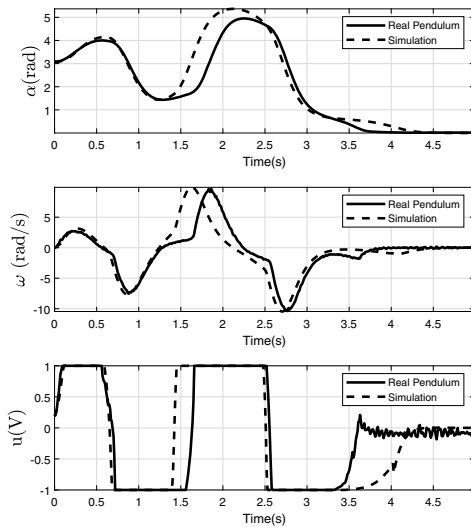 5
4
3
2
1
α(rad)
Real Pendulum
Simulation
0 0.5 1 1.5 2 2.5 3 3.5 4 4.5
Time(s)
5
0
-5
-10
ω (rad/s)
Real Pendulum
Simulation
0 0.5 1 1.5 2 2.5 3 3.5 4 4.5
Time(s)
1
0.5
0
-0.5
-1
u(V)
Real Pendulum
Simulation
0 0.5 1 1.5 2 2.5 3 3.5 4 4.5
Time(s)